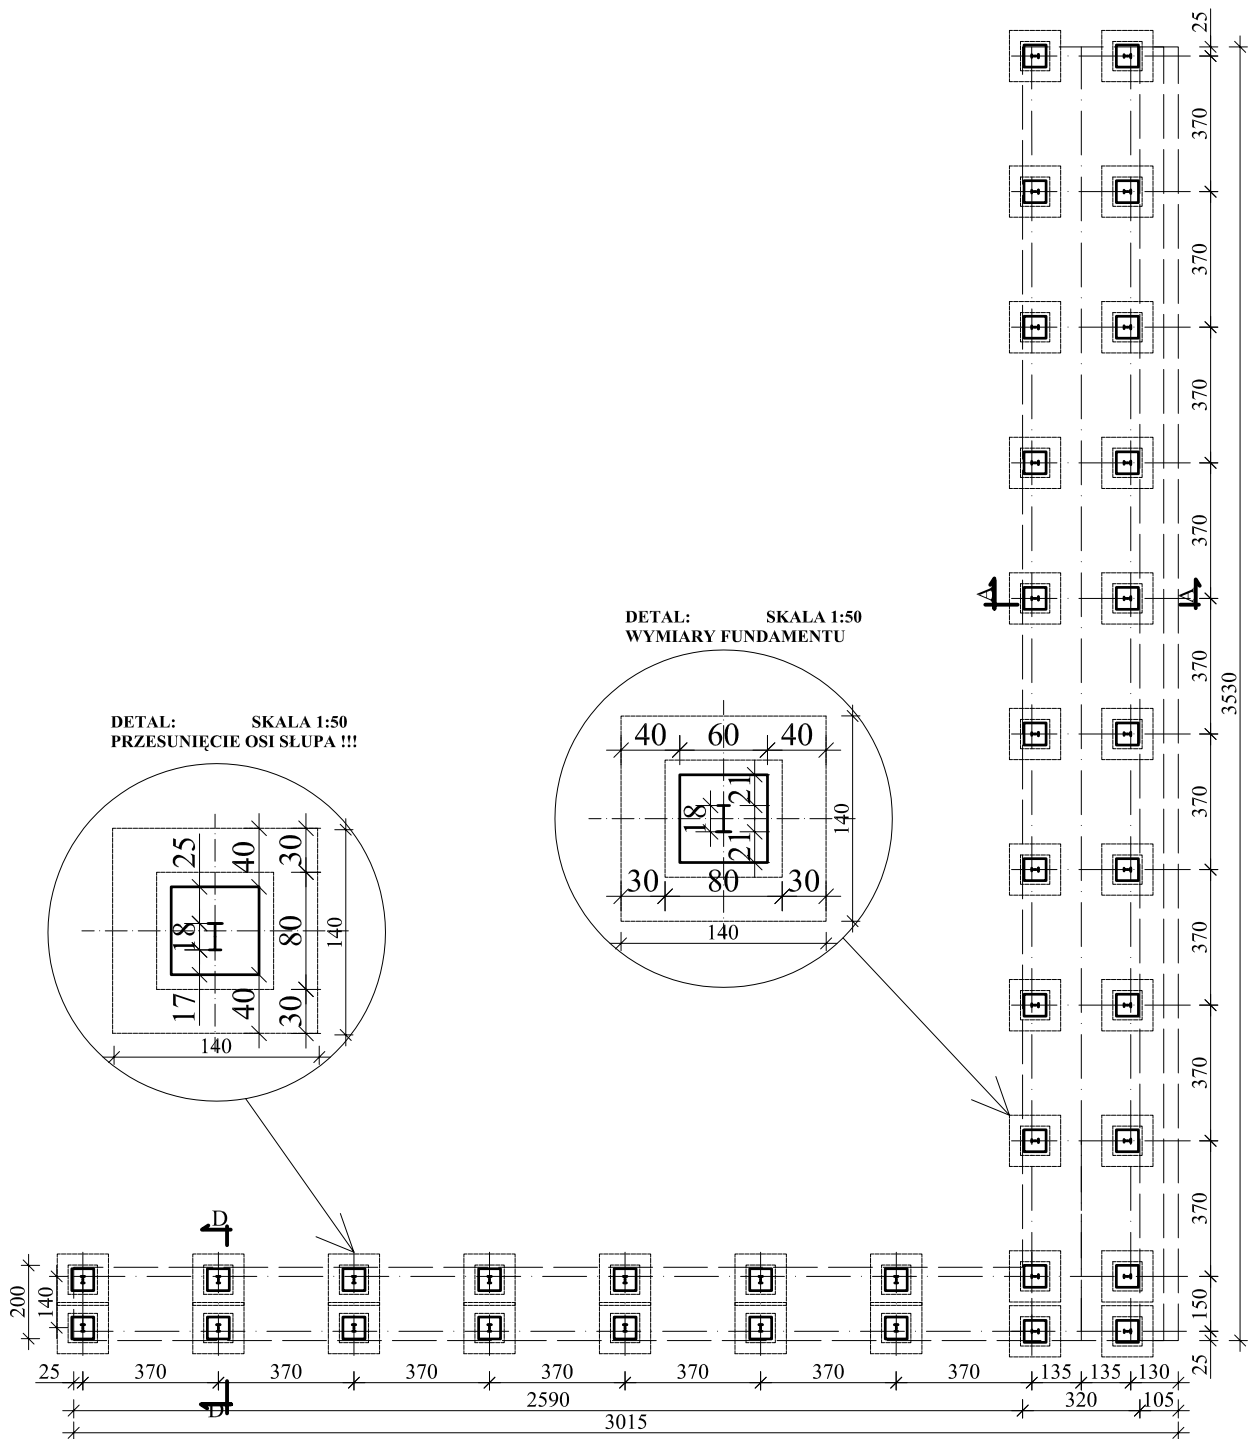 25
370
370
370
370
370
370
370
370
370
150
25
3530
A
A
DETAL: SKALA 1:50
WYMIARY FUNDAMENTU
40 60 40
21
18
21
140
30 80 30
140
DETAL: SKALA 1:50
PRZESUNIĘCIE OSI SŁUPA !!!
25 40 30
18 80 140
17 40 30
140
D
200
140
25 370 370 370 370 370 370 370 135 135 130
D
2590 320 105
3015